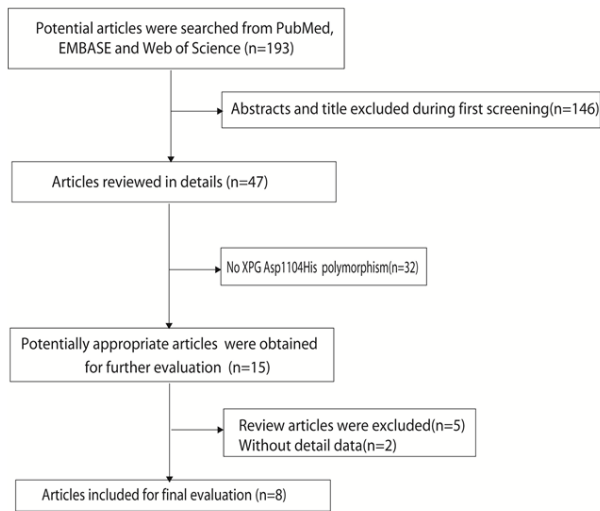 Potential articles were searched from PubMed,
EMBASE and Web of Science (n=193)
Abstracts and title excluded during first screening(n=146)
Articles reviewed in details (n=47)
No XPG Asp1104His polymorphism(n=32)
Potentially appropriate articles were obtained
for further evaluation (n=15)
Review articles were excluded(n=5)
Without detail data(n=2)
Articles included for final evaluation (n=8)